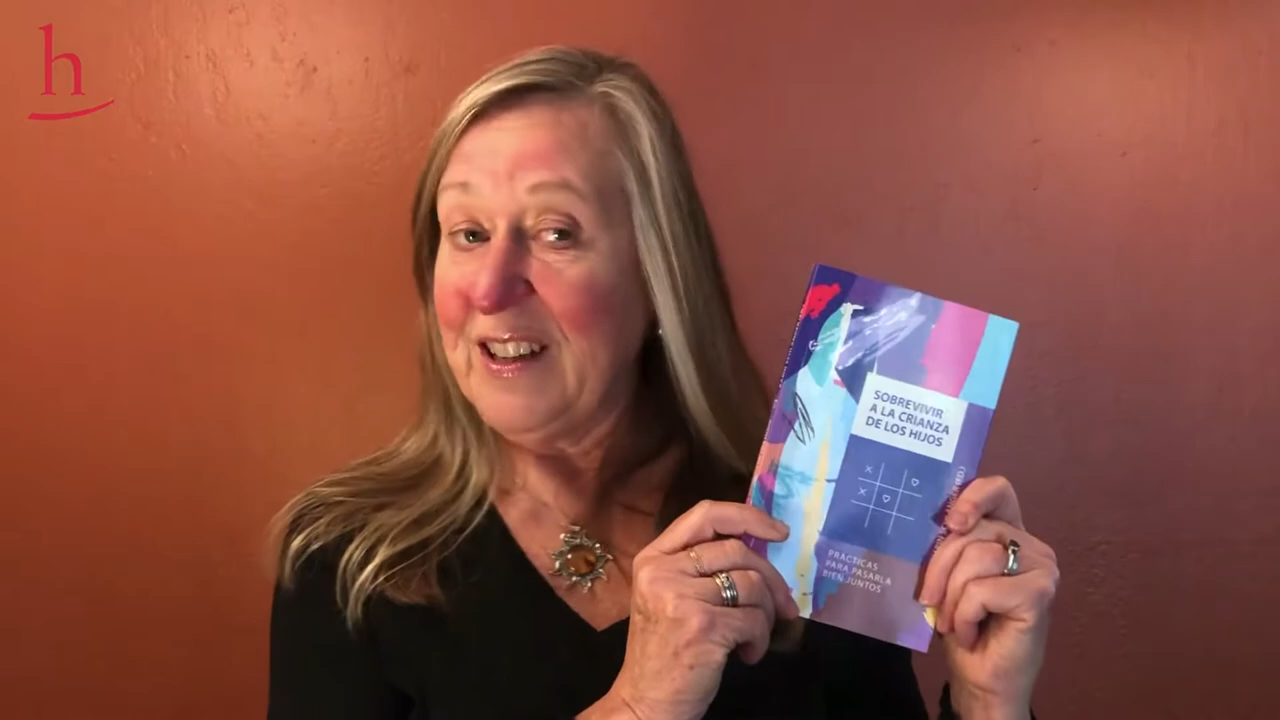 h
SOBREVIVIR
A LA CRIANZA
DE LOS HIJOS
PRÁCTICAS
PARA PASARLA
BIEN JUNTOS